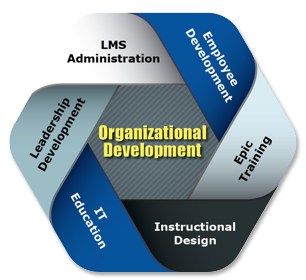 LMS
Administration
Employee
Development
Epic
Training
Instructional
Design
IT
Education
Leadership
Development
Organizational
Development